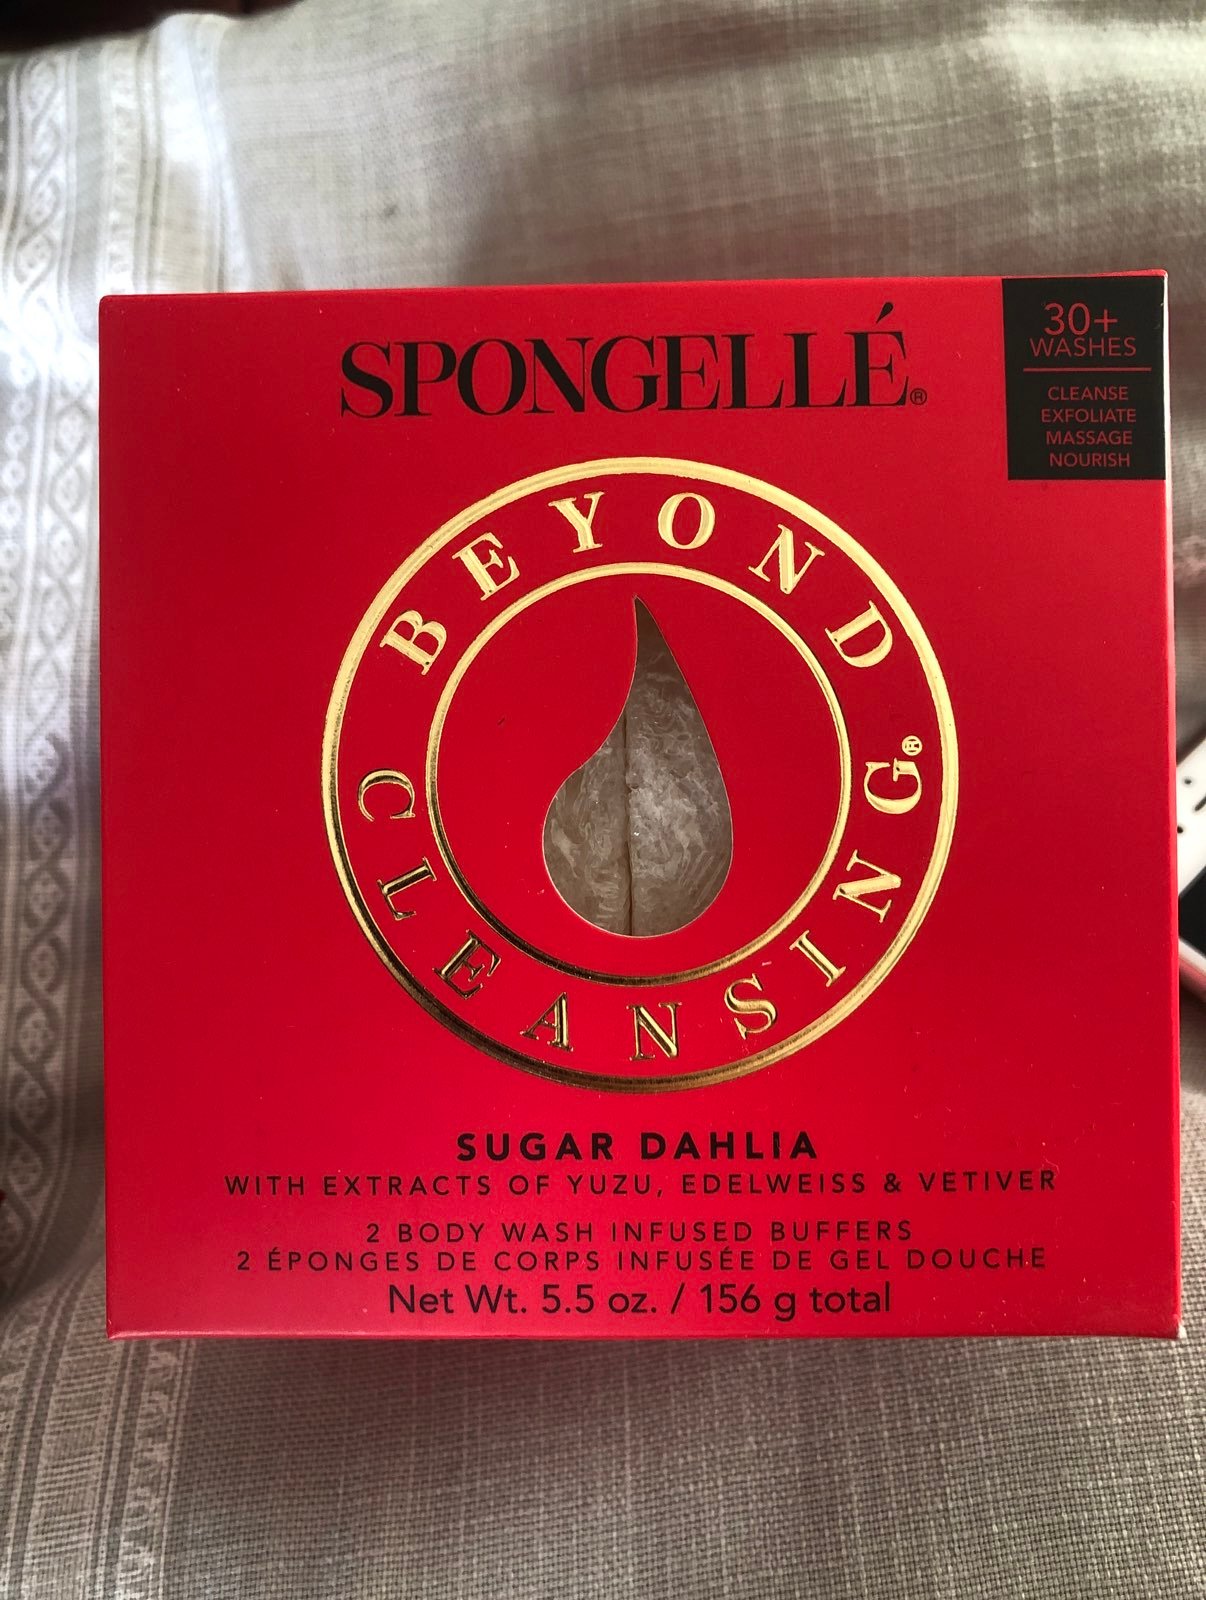 SPONGELLÉ®
30+
WASHES
CLEANSE
EXFOLIATE
MASSAGE
NOURISH
BEYOND
CLEANSING®
SUGAR DAHLIA
WITH EXTRACTS OF YUZU, EDELWEISS & VETIVER
2 BODY WASH INFUSED BUFFERS
2 ÉPONGES DE CORPS INFUSÉE DE GEL DOUCHE
Net Wt. 5.5 oz. / 156 g total